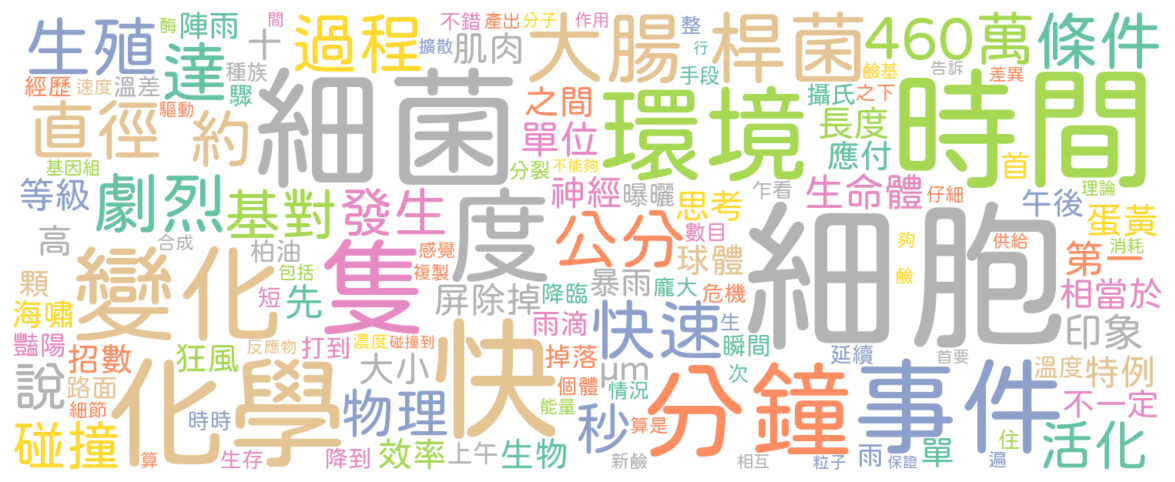 生殖
酶
陣雨
十
間
過程
不錯
產出
分子
作用
擴散
肌肉
大腸
桿菌
整
行
手段
460萬
條件
鹼基
告訴
差異
經歷
速度
溫差
達
種族
驟
驅動
細菌
之間
單位
環境
攝氏
之下
長度
應付
時間
直徑
約
基因組
分裂
不能夠
首
等級
劇烈
基對
發生
度
神經
曝曬
思考
乍看
生命體
仔細
理論
午後
蛋黃
高
合成
柏油
包括
感覺
複製
公分
數目
球體
細胞
夠
鹼
供給
消耗
第一
顆
變化
隻
短
先
屏除掉
降臨
暴雨
龐大
危機
相當於
海嘯
雨滴
快速
生
瞬間
印象
豔陽
招數
狂風
反應物
打到
濃度
碰撞到
快
掉落
延續
首要
說
路面
細節
化學
大小
μm
個體
情況
次
溫度
特例
時時
物理
能量
秒
算是
分鐘
事件
不一定
碰撞
算
生存
降到
效率
上午
生物
新鹼
相互
粒子
雨
保證
單
遍
住
活化